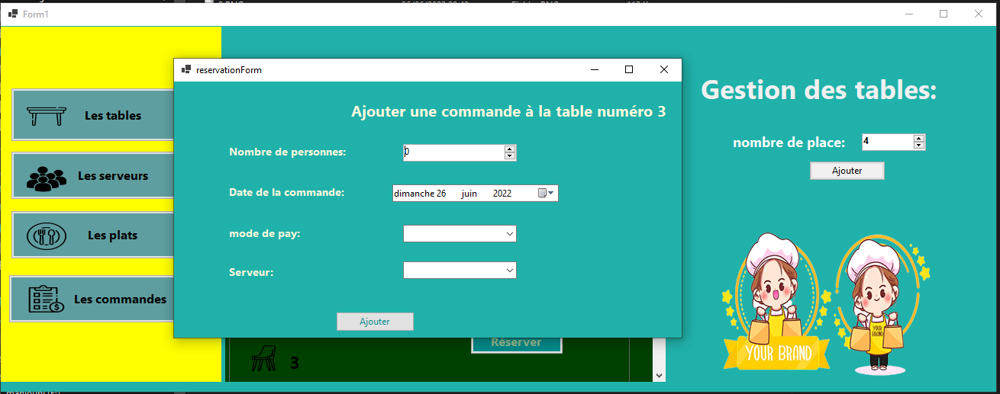 Form1
reservationForm
Ajouter une commande à la table numéro 3
Nombre de personnes:
0
Date de la commande:
dimanche 26 juin 2022
mode de pay:
Serveur:
Ajouter
Les tables
Les serveurs
Les plats
Les commandes
Réserver
3
Gestion des tables:
nombre de place:
4
Ajouter
YOUR BRAND
YOUR
BRAND